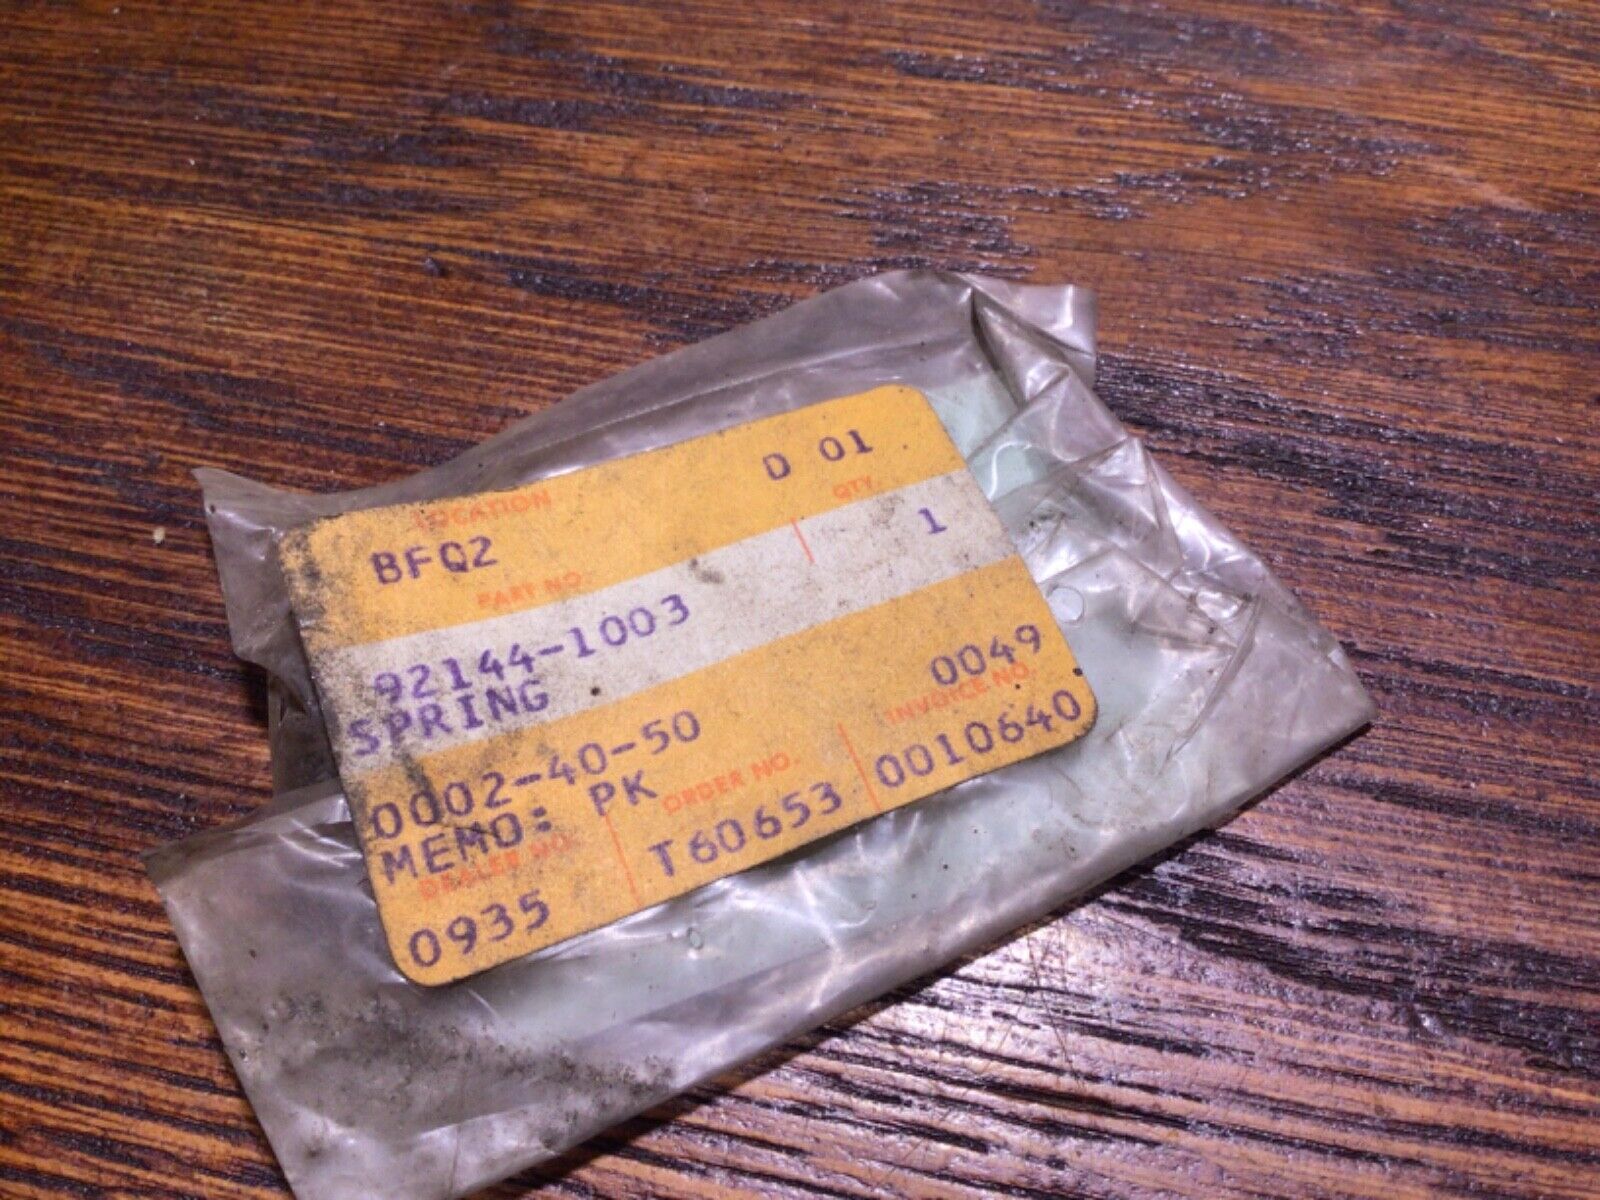 D 01
LOCATION QTY
BFQ2 1
PART NO.
92144-1003
SPRING
0002-40-50 0049
MEMO: PK
DEALER NO. ORDER NO. INVOICE NO.
0935 T60653 0010640